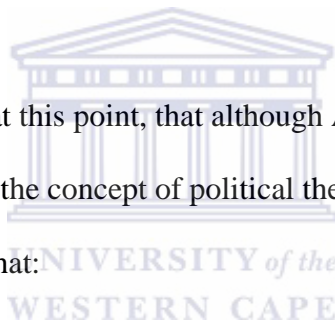 at this point, that although
the concept of political the
hat:
UNIVERSITY of the
WESTERN CAPE